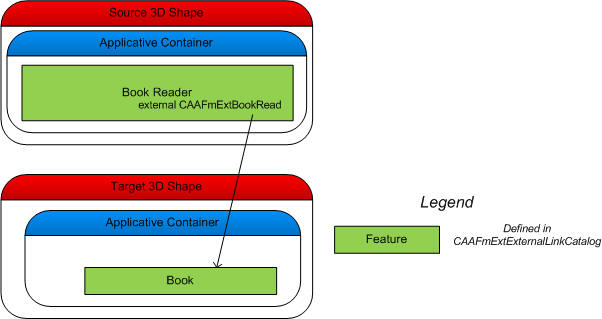 Source 3D Shape
Applicative Container
Book Reader
external CAAFmExtBookRead
Target 3D Shape
Applicative Container
Book
Legend
Feature
Defined in
CAAFmExtExternalLinkCatalog